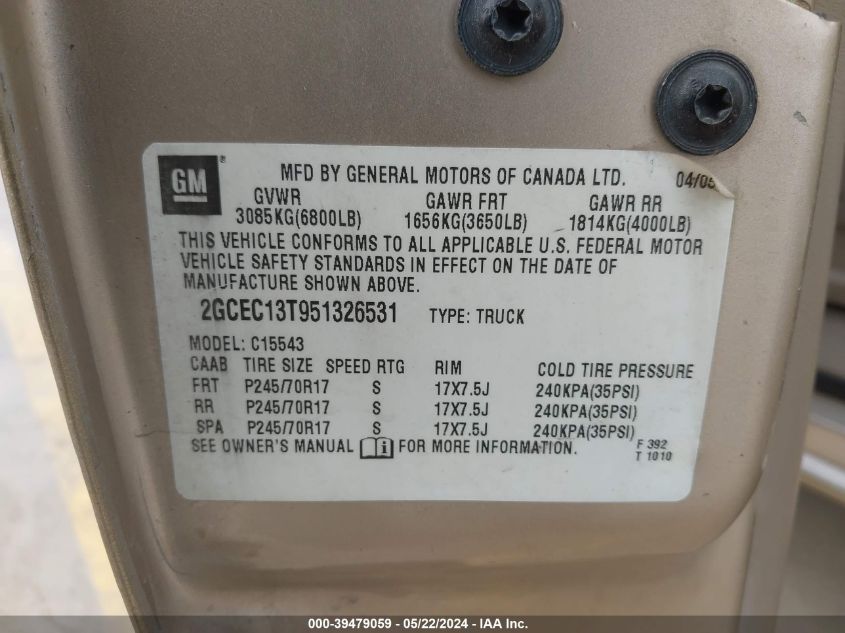 GM ® MFD BY GENERAL MOTORS OF CANADA LTD. 04/05
GVWR GAWR FRT GAWR RR
3085KG(6800LB) 1656KG(3650LB) 1814KG(4000LB)
THIS VEHICLE CONFORMS TO ALL APPLICABLE U.S. FEDERAL MOTOR
VEHICLE SAFETY STANDARDS IN EFFECT ON THE DATE OF
MANUFACTURE SHOWN ABOVE.
2GCEC13T951326531 TYPE: TRUCK
MODEL: C15543
CAAB TIRE SIZE SPEED RTG RIM COLD TIRE PRESSURE
FRT P245/70R17 S 17X7.5J 240KPA(35PSI)
RR P245/70R17 S 17X7.5J 240KPA(35PSI)
SPA P245/70R17 S 17X7.5J 240KPA(35PSI)
SEE OWNER'S MANUAL i FOR MORE INFORMATION. F 392
T 1010
000-39479059 - 05/22/2024 - IAA Inc.